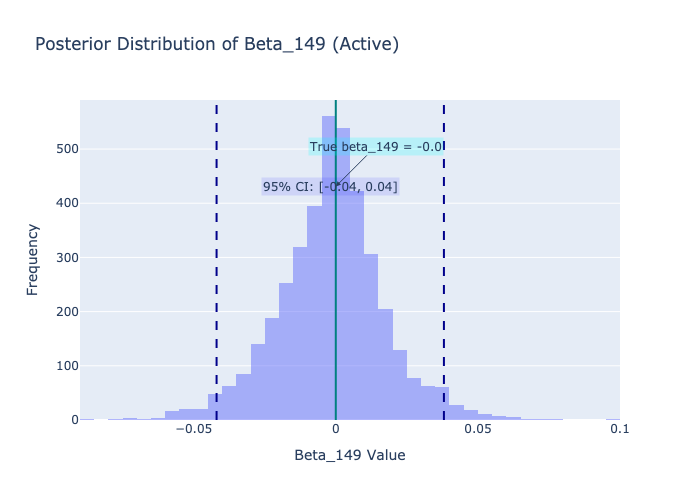 Posterior Distribution of Beta_149 (Active)
True beta_149 = -0.0
95% CI: [-0.04, 0.04]
500
400
300
200
100
0
Frequency
−0.05
0
0.05
0.1
Beta_149 Value